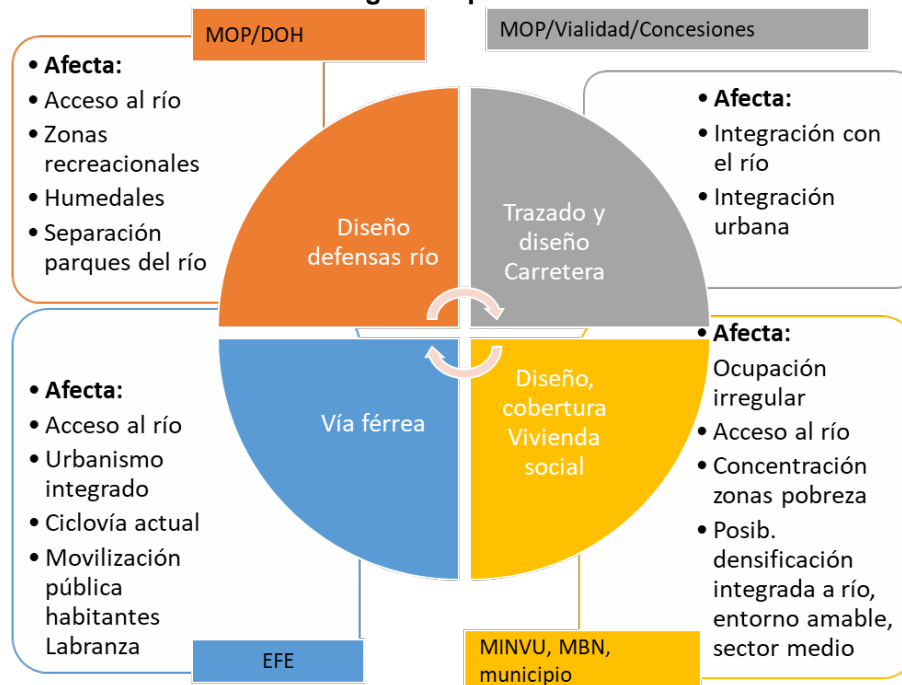 MOP/DOH
• Afecta:
• Acceso al río
• Zonas
recreacionales
• Humedales
• Separación
parques del río
Diseño
defensas río
MOP/Vialidad/Concesiones
• Afecta:
• Integración con
el río
• Integración
urbana
Trazado y
diseño
Carretera
• Afecta:
• Acceso al río
• Urbanismo
integrado
• Ciclovía actual
• Movilización
pública
habitantes
Labranza
Vía férrea
EFE
Diseño,
cobertura
Vivienda
social
• Afecta:
Ocupación
irregular
• Acceso al río
• Concentración
zonas pobreza
• Posib.
densificación
integrada a río,
entorno amable,
sector medio
MINVU, MBN,
municipio